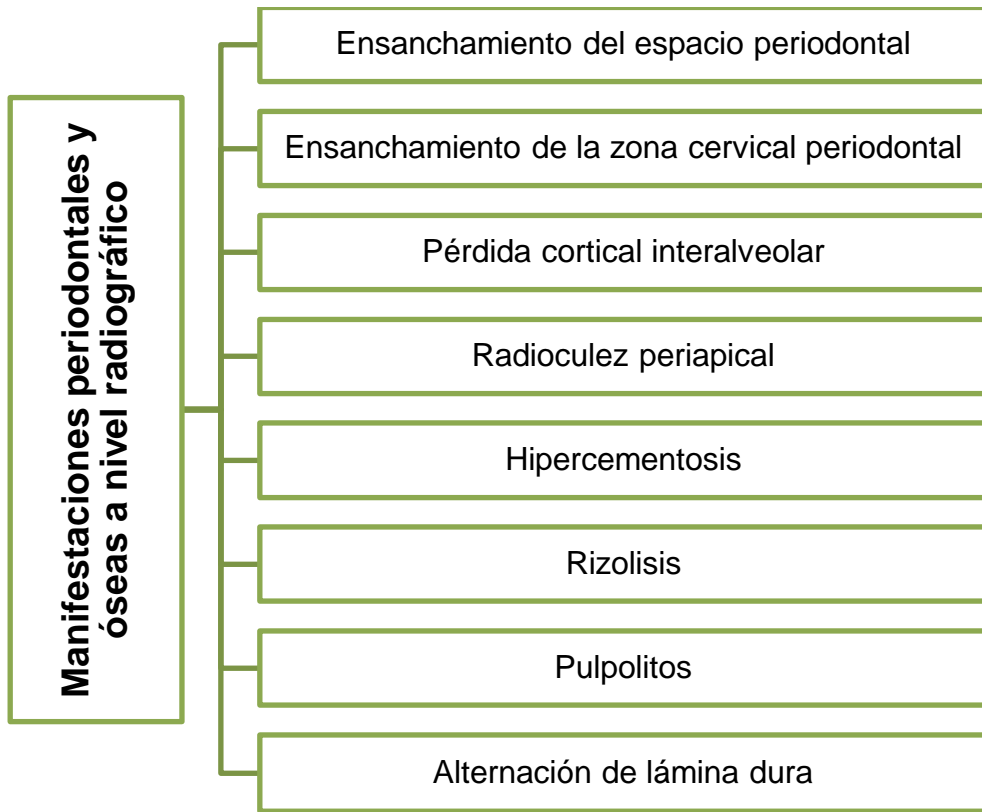 Manifestaciones periodontales y
óseas a nivel radiográfico
Ensanchamiento del espacio periodontal
Ensanchamiento de la zona cervical periodontal
Pérdida cortical interalveolar
Radioculez periapical
Hipercementosis
Rizolisis
Pulpolitos
Alternación de lámina dura